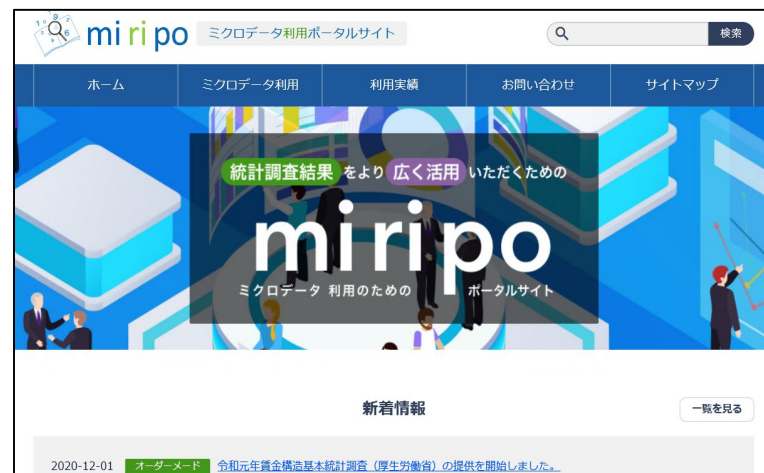 miripo ミクロデータ利用ポータルサイト 検索
ホーム ミクロデータ利用 利用実績 お問い合わせ サイトマップ
統計調査結果 をより 広く活用 いただくための
miripo
ミクロデータ 利用のための ポータルサイト
新着情報 一覧を見る
2020-12-01 オーダーメード 令和元年賃金構造基本統計調査（厚生労働省）の提供を開始しました。